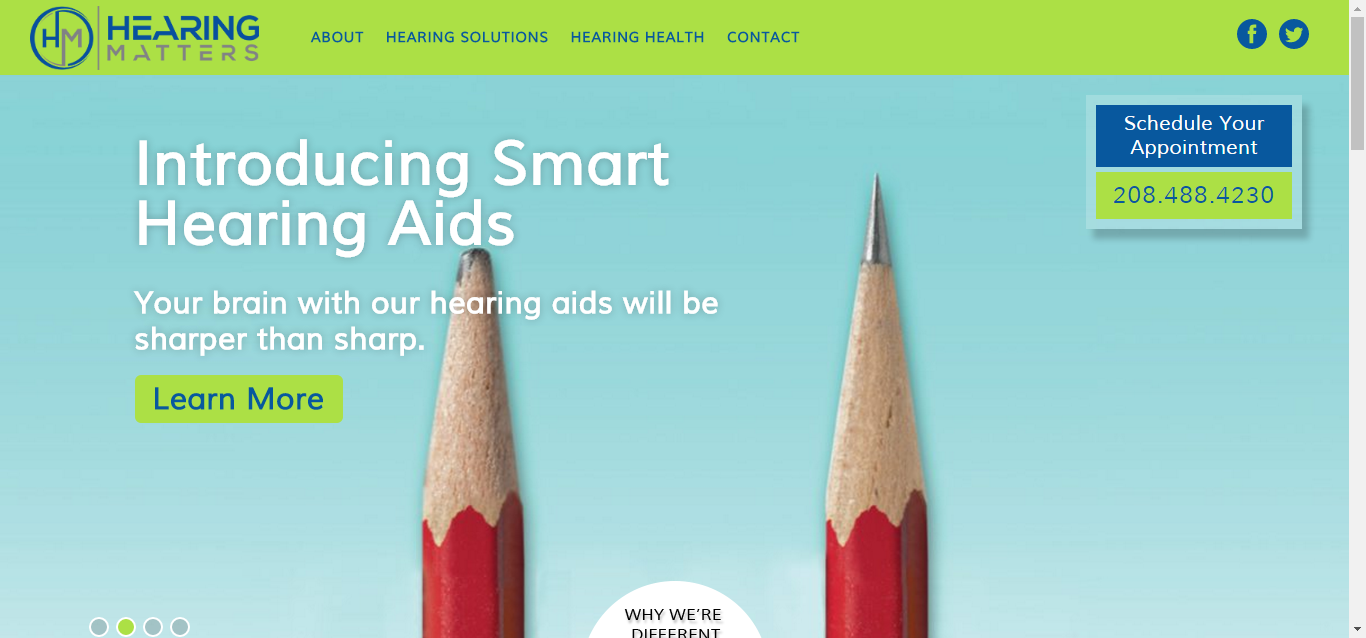 HM HEARING
MATTERS
ABOUT HEARING SOLUTIONS HEARING HEALTH CONTACT
Schedule Your
Appointment
208.488.4230
Introducing Smart
Hearing Aids
Your brain with our hearing aids will be
sharper than sharp.
Learn More
WHY WE'RE
DIFFERENT